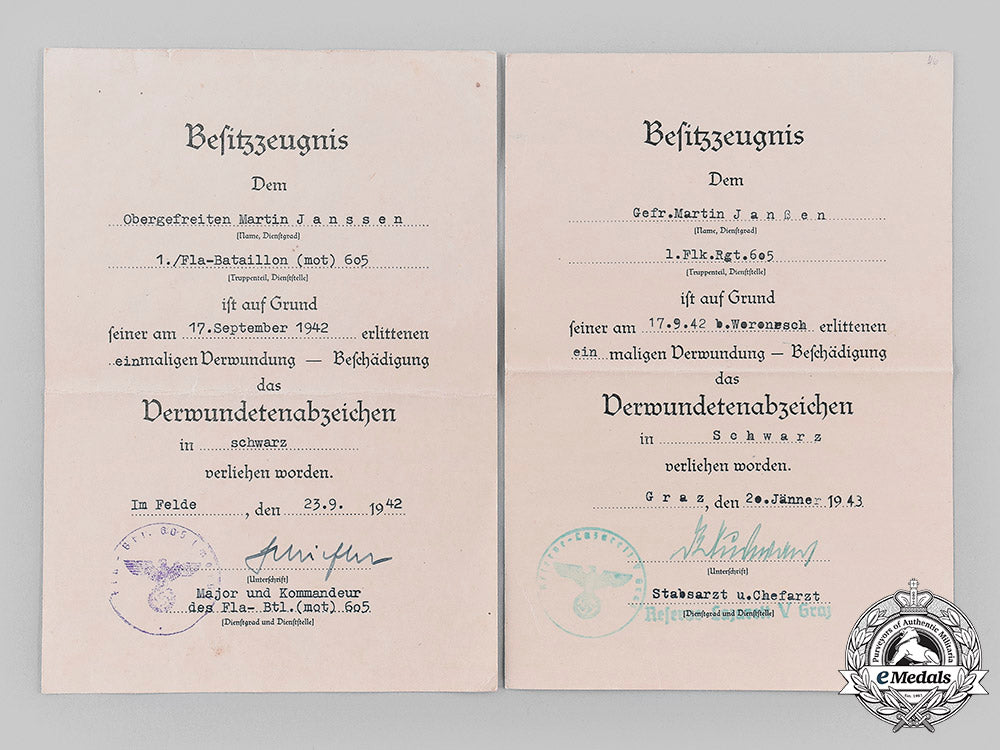 Besitzzeugnis
Dem
Obergefreiten Martin Janssen
(Name, Dienstgrad)
1./Fla-Bataillon (mot) 605
(Truppenteil, Dienststelle)
ist auf Grund
seiner am 17.September 1942 erlittenen
einmaligen Verwundung — Beschädigung
das
Verwundetenabzeichen
in schwarz
verliehen worden.
Im Felde, den 23.9. 1942
(Unterschrift)
Major und Kommandeur
des Fla- Btl.(mot) 605
(Dienstgrad und Dienststelle)
Besitzzeugnis
Dem
Gefr.Martin Janßen
(Name, Dienstgrad)
1.Flk.Rgt.605
(Truppenteil, Dienststelle)
ist auf Grund
seiner am 17.9.42 b.Woronesch erlittenen
ein maligen Verwundung — Beschädigung
das
Verwundetenabzeichen
in Schwarz
verliehen worden.
Graz, den 20.Jänner 1943
(Unterschrift)
Stabsarzt u.Chefarzt
(Dienstgrad und Dienststelle)
Reserve-Lazarett V Graz
Purveyors of Authentic Militaria
eMedals